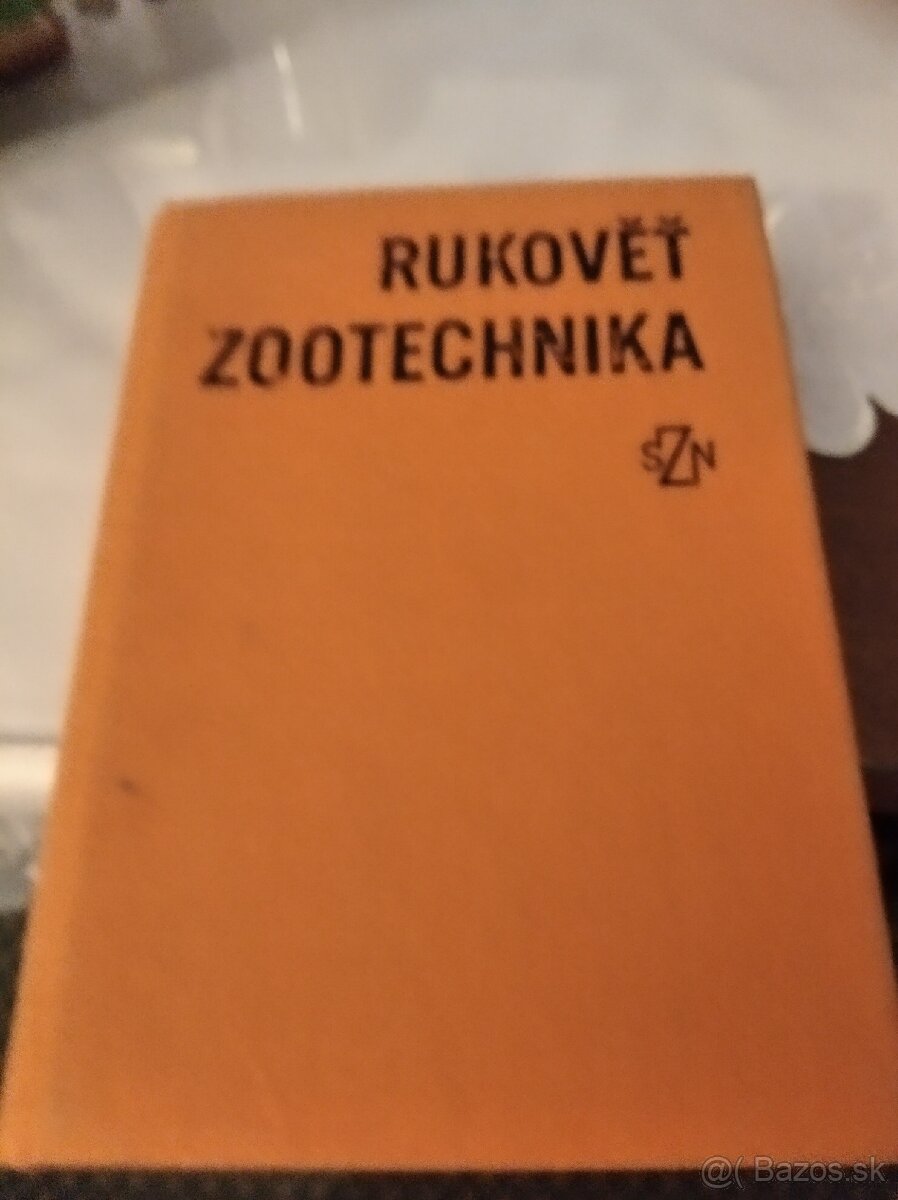 RUKOVĚŤ
ZOOTECHNIKA
SZN
@( Bazos.sk